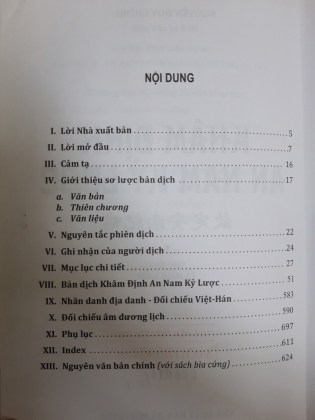 NỘI DUNG
I. Lời Nhà xuất bản ........ 5
II. Lời mở đầu ........ 7
III. Cảm tạ ........ 16
IV. Giới thiệu sơ lược bản dịch ........ 17
a. Văn bản
b. Thiên chương
c. Văn liệu
V. Nguyên tắc phiên dịch ........ 22
VI. Ghi nhận của người dịch ........ 24
VII. Mục lục chi tiết ........ 27
VIII. Bản dịch Khâm Định An Nam Kỷ Lược ........ 51
IX. Nhân danh địa danh - Đối chiếu Việt-Hán ........ 583
X. Đối chiếu âm dương lịch ........ 590
XI. Phụ lục ........ 697
XII. Index ........ 611
XIII. Nguyên văn bản chính (với sách bìa cứng) ........ 624